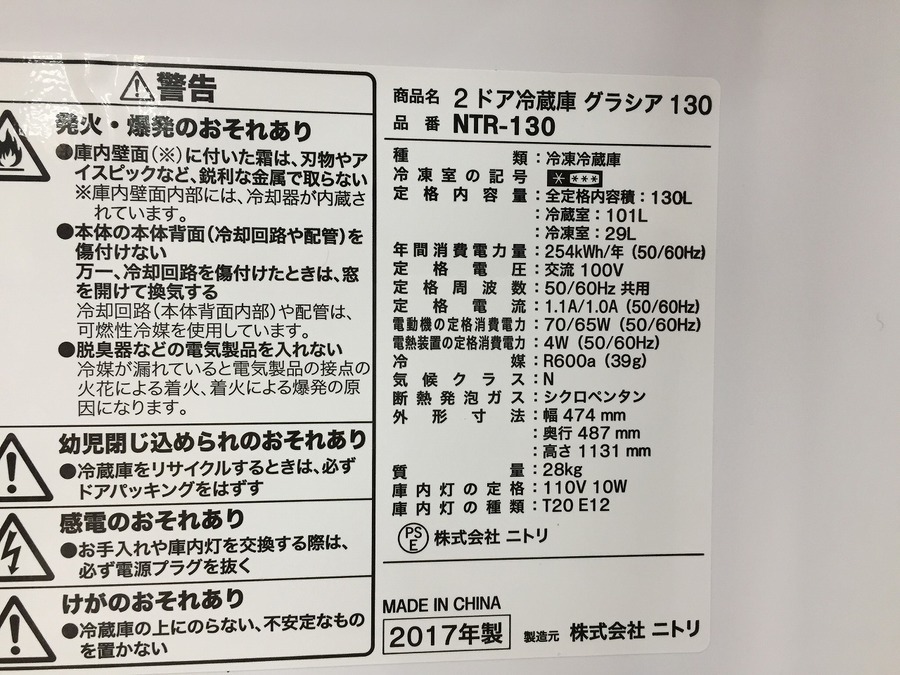 警告
発火・爆発のおそれあり
●庫内壁面(※)に付いた霜は、刃物やア
イスピックなど、鋭利な金属で取らない
※庫内壁面内部には、冷却器が内蔵さ
れています。
●本体の本体背面(冷却回路や配管)を
傷付けない
万一、冷却回路を傷付けたときは、窓
を開けて換気する
冷却回路(本体背面内部)や配管は、
可燃性冷媒を使用しています。
●脱臭器などの電気製品を入れない
冷媒が漏れていると電気製品の接点の
火花による着火、着火による爆発の原
因になります。
幼児閉じ込められのおそれあり
●冷蔵庫をリサイクルするときは、必ず
ドアパッキングをはずす
感電のおそれあり
●お手入れや庫内灯を交換する際は、
必ず電源プラグを抜く
けがのおそれあり
●冷蔵庫の上にのらない、不安定なもの
を置かない
商品名 2ドア冷蔵庫 グラシア 130
品番 NTR-130
種類:冷凍冷蔵庫
冷凍室の記号 * ***
定格内容量:全定格内容積:130L
:冷蔵室:101L
:冷凍室:29L
年間消費電力量:254kWh/年 (50/60Hz)
定格電圧:交流 100V
定格周波数:50/60Hz 共用
定格電流:1.1A/1.0A (50/60Hz)
電動機の定格消費電力:70/65W (50/60Hz)
電熱装置の定格消費電力:4W (50/60Hz)
冷媒:R600a (39g)
気候クラス:N
断熱発泡ガス:シクロペンタン
外形寸法:幅 474 mm
:奥行 487 mm
:高さ 1131 mm
質量:28kg
庫内灯の定格:110V 10W
庫内灯の種類:T20 E12
PSE 株式会社 ニトリ
MADE IN CHINA
2017年製 製造元 株式会社 ニトリ